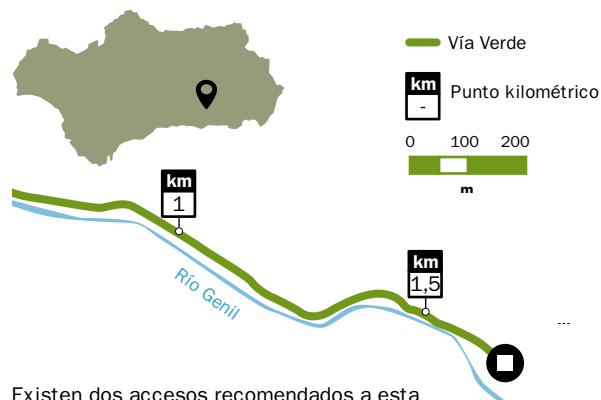 Vía Verde
km
-
Punto kilométrico
0 100 200
m
km
1
Río Genil
km
1,5
---
Existen dos accesos recomendados a esta